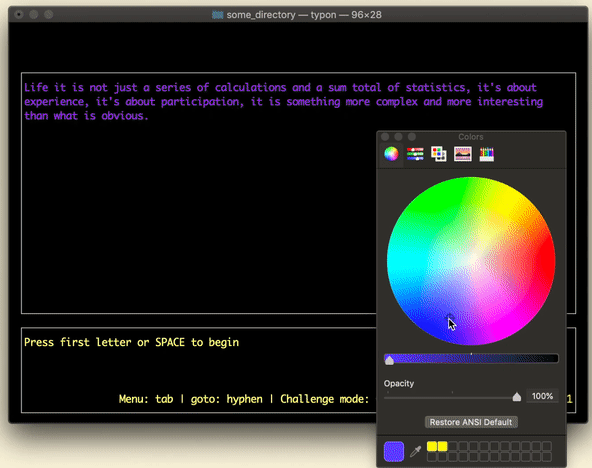 some_directory — typon — 96×28
Life it is not just a series of calculations and a sum total of statistics, it's about
experience, it's about participation, it is something more complex and more interesting
than what is obvious.
Colors
Press first letter or SPACE to begin
Opacity
100%
Menu: tab | goto: hyphen | Challenge mode:
1
Restore ANSI Default